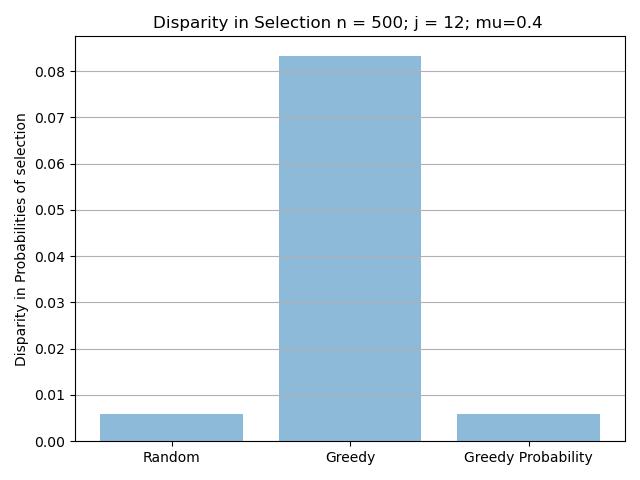 Disparity in Selection n = 500; j = 12; mu=0.4
Disparity in Probabilities of selection
0.08
0.07
0.06
0.05
0.04
0.03
0.02
0.01
0.00
Random
Greedy
Greedy Probability